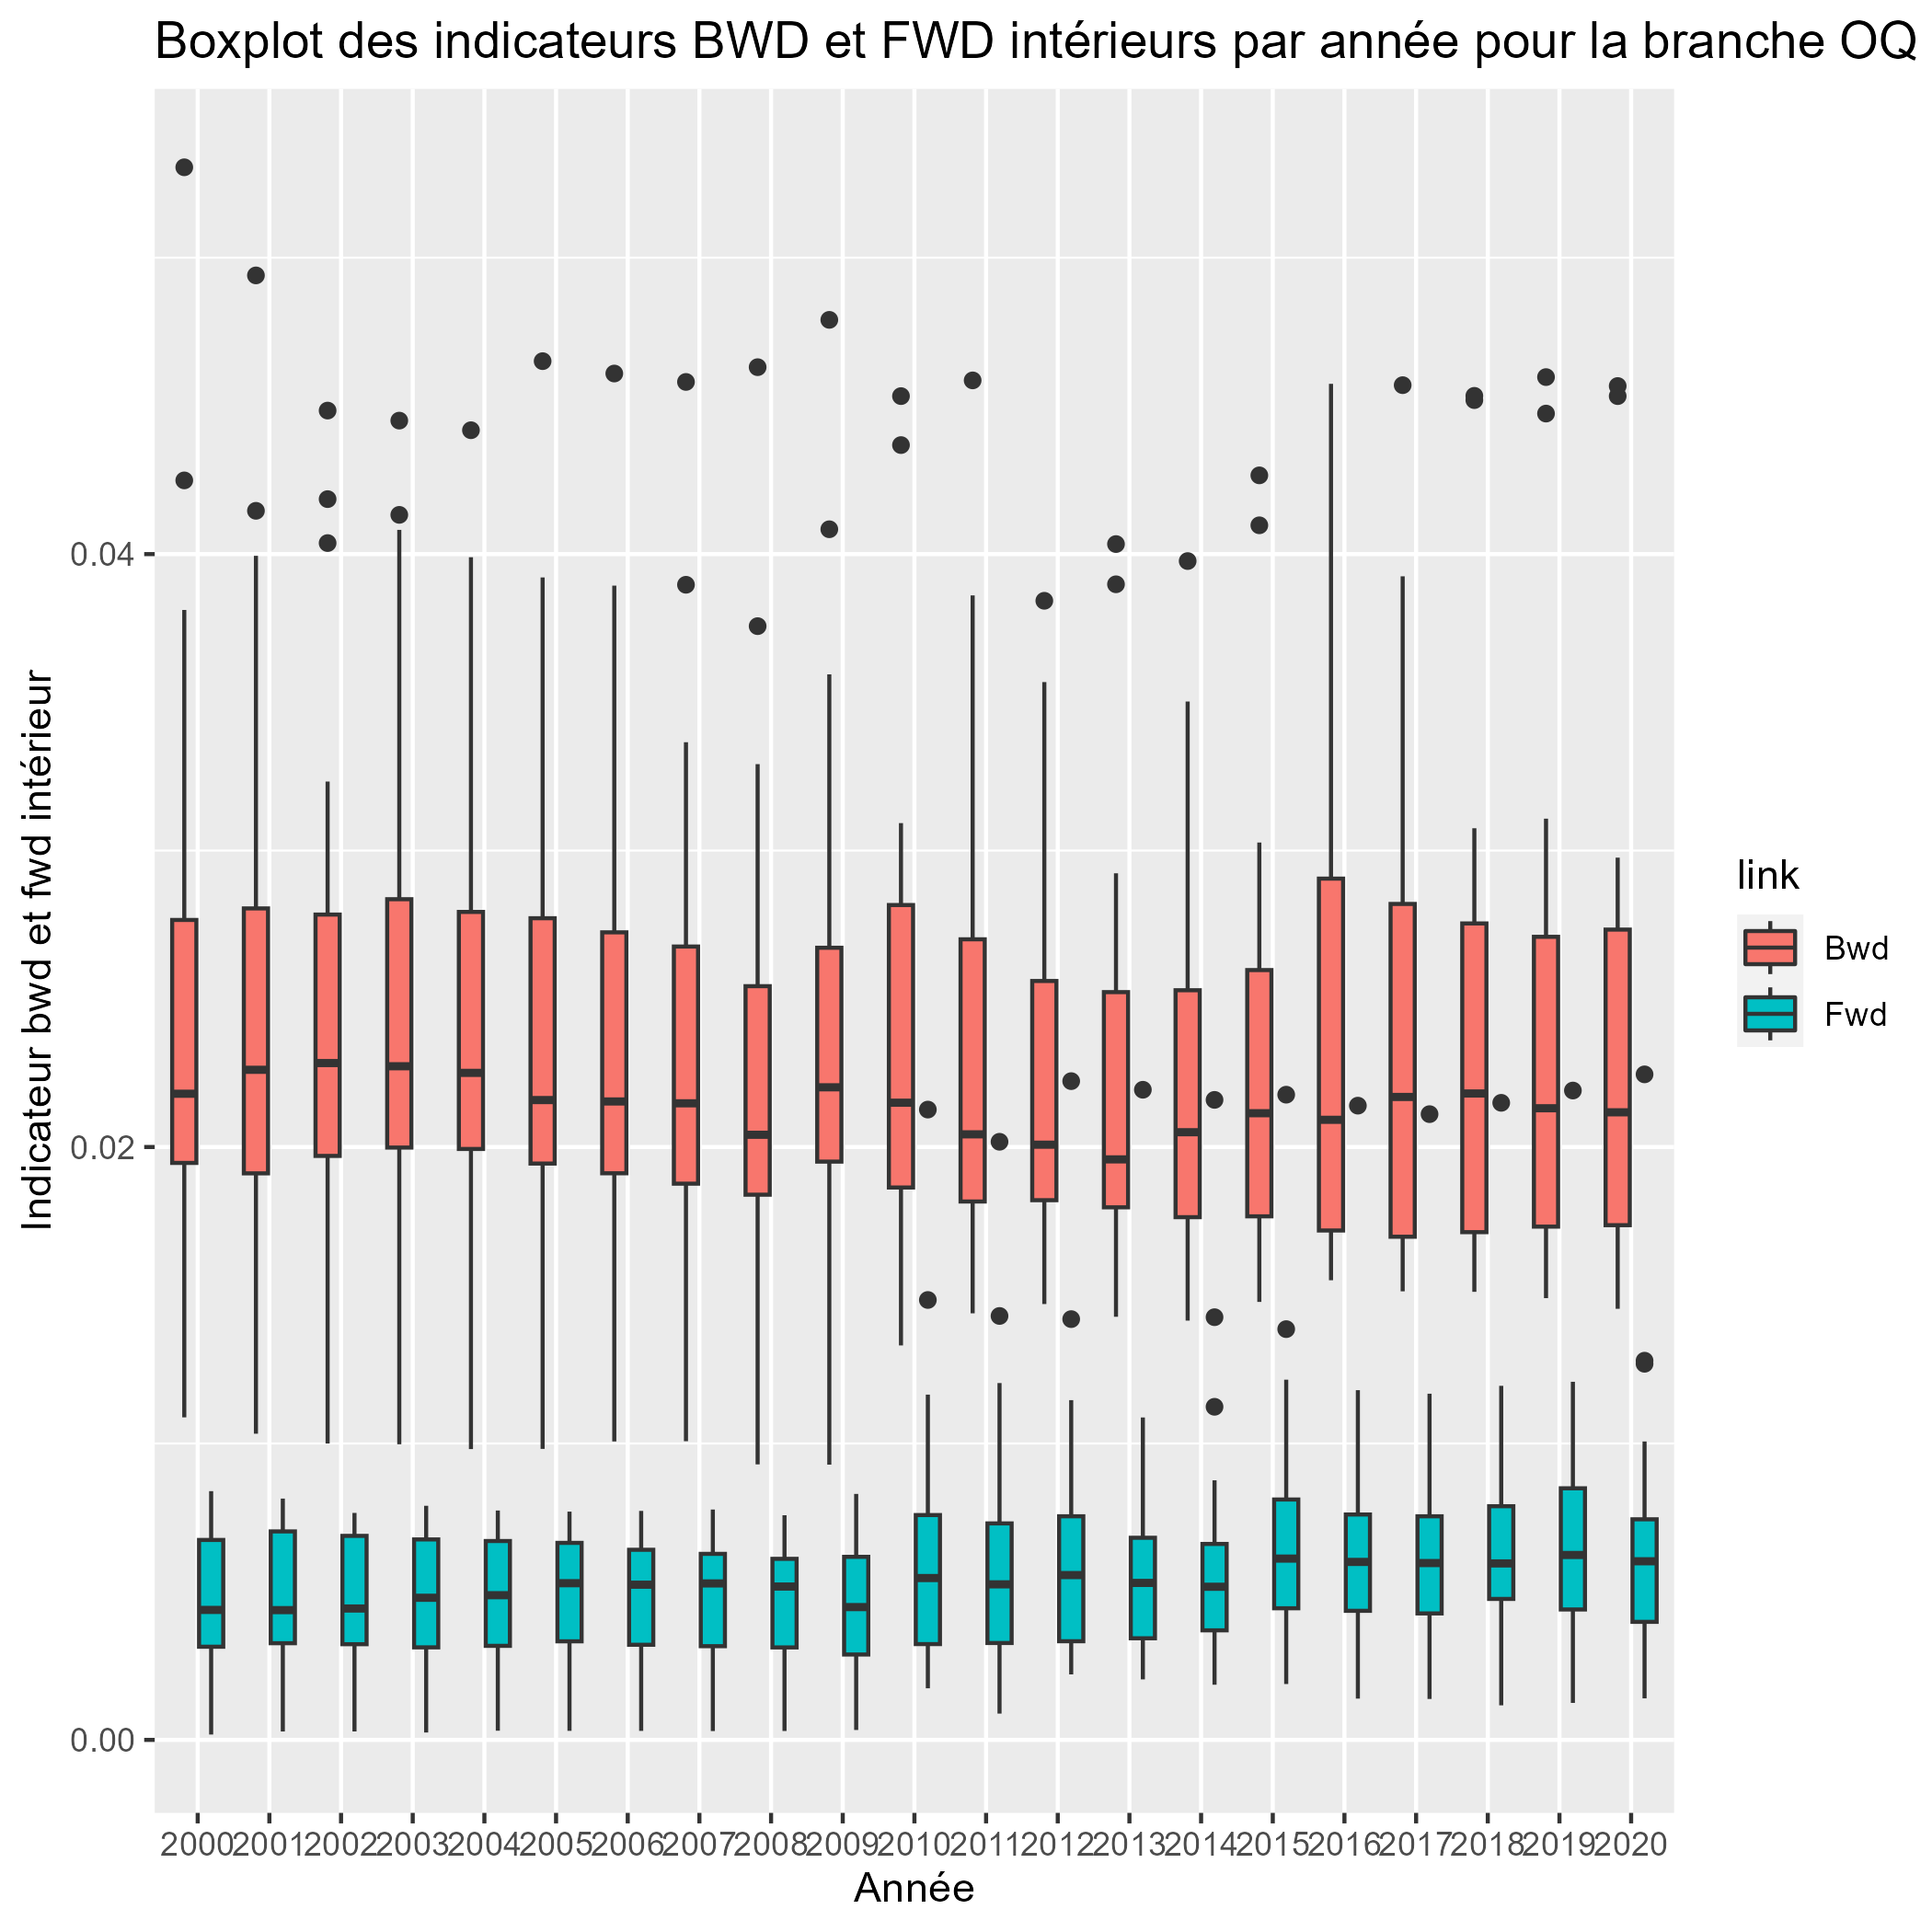 Boxplot des indicateurs BWD et FWD intérieurs par année pour la branche OQ
Indicateur bwd et fwd intérieur
0.04
0.02
0.00
2000 2001 2002 2003 2004 2005 2006 2007 2008 2009 2010 2011 2012 2013 2014 2015 2016 2017 2018 2019 2020
Année
link
Bwd
Fwd